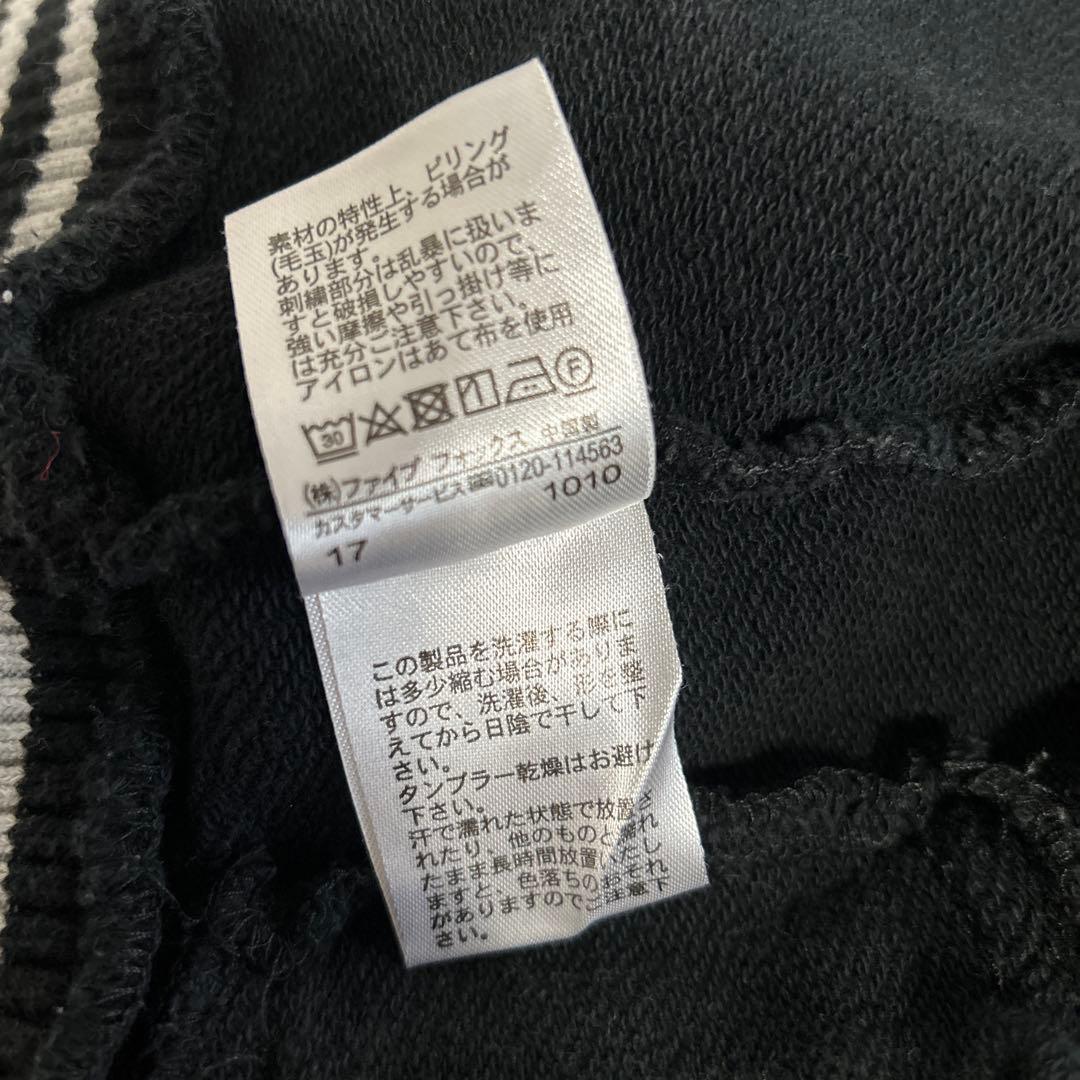 素材の特性上、ピリング
(毛玉)が発生する場合が
あります。
刺繍部分は乱暴に扱いま
すと破損しやすいので、
強い摩擦や引っ掛け等に
は充分ご注意下さい。
アイロンはあて布を使用
30 F
(株)ファイブ フォックス 中国製
カスタマーサービス 0120-114563
17 1010
この製品を洗濯する際に
は多少縮む場合がありま
すので、洗濯後、形を整
えてから日陰で干して下
さい。
タンブラー乾燥はお避け
下さい。
汗で濡れた状態で放置さ
れたり、他のものと濡れ
たまま長時間放置いたし
ますと、色落ちのおそれ
がありますのでご注意下
さい。